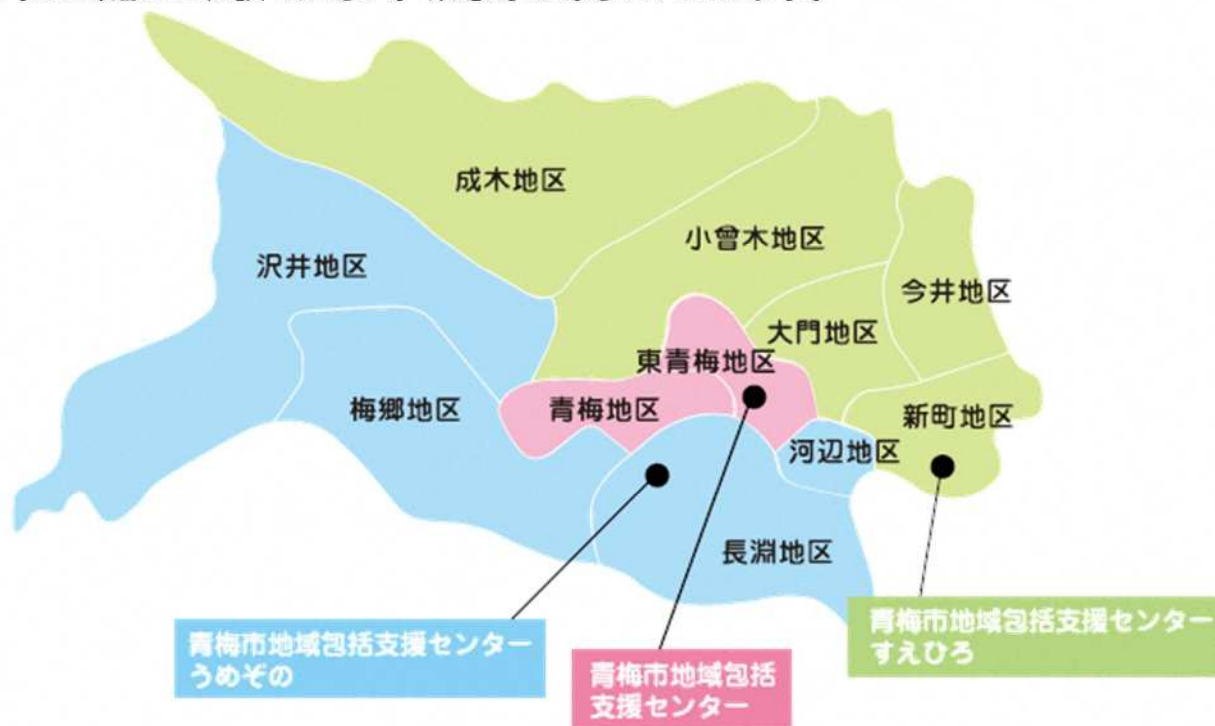 成木地区
小曾木地区
沢井地区
今井地区
大門地区
東青梅地区
梅郷地区
青梅地区
新町地区
河辺地区
長淵地区
青梅市地域包括支援センター
うめぞの
青梅市地域包括
支援センター
青梅市地域包括支援センター
すえひろ